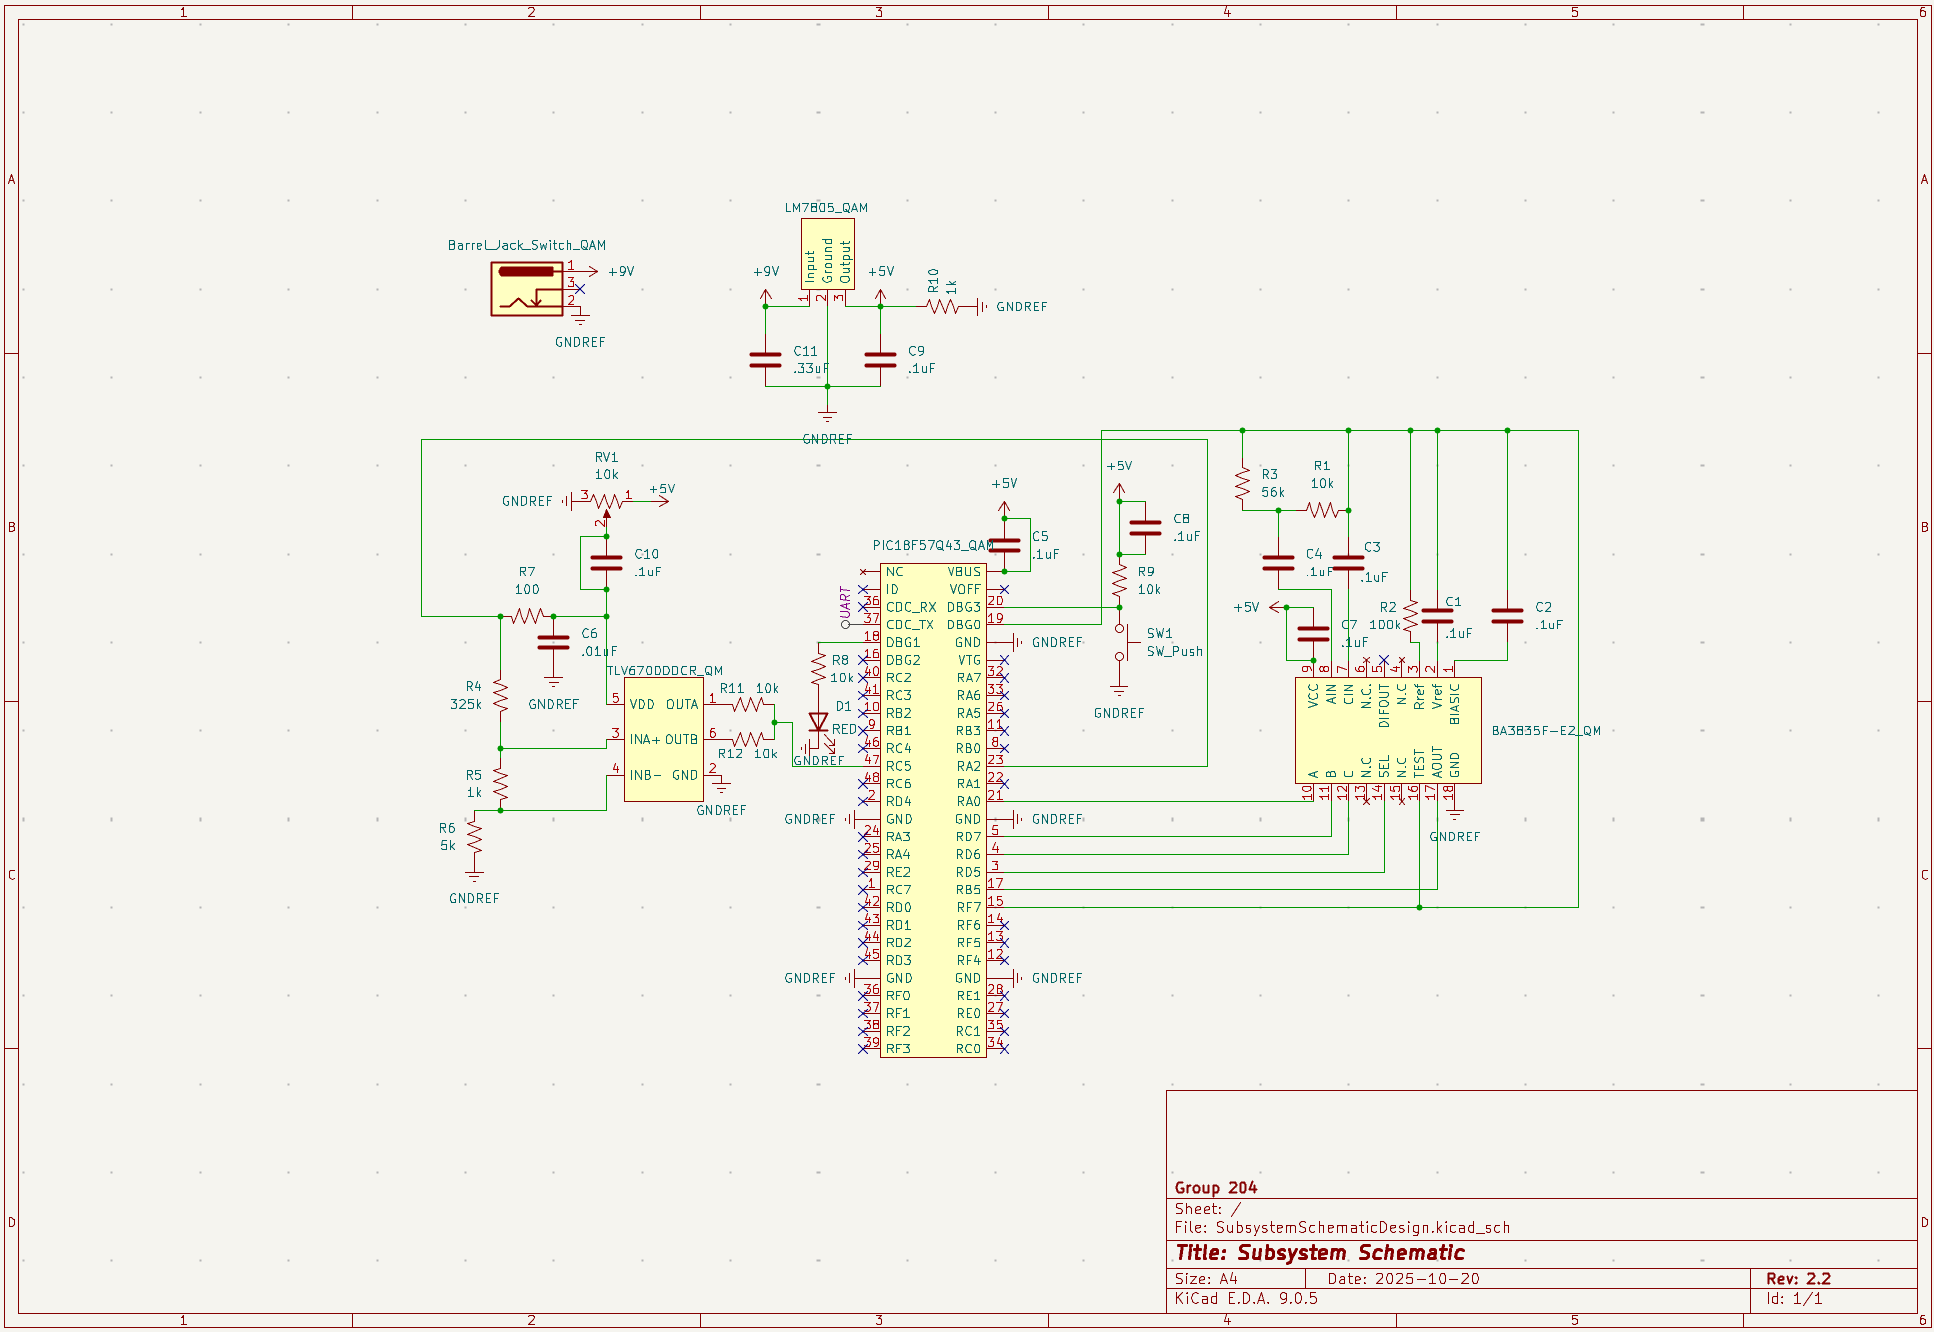 1 2 3 4 5 6
A A
B B
C C
D D
1 2 3 4 5 6
LM7805_QAM
Input
Ground
Output
1 2 3
+9V
+5V
R10
1k
GNDREF
C11
.33uF
C9
.1uF
GNDREF
Barrel_Jack_Switch_QAM
1
3
2
+9V
GNDREF
RV1
10k
GNDREF
3 1
2
+5V
C10
.1uF
R7
100
C6
.01uF
GNDREF
R4
325k
R5
1k
R6
5k
GNDREF
TLV670DDDCR_QM
5 VDD OUTA 1
3 INA+ OUTB 6
4 INB- GND 2
R11 10k
R12 10k
GNDREF
UART
R8
10k
D1
RED
GNDREF
PIC18F57Q43_QAM
NC VBUS
ID VOFF
36 CDC_RX DBG3 20
37 CDC_TX DBG0 19
18 DBG1 GND GNDREF
16 DBG2 VTG
40 RC2 RA7 32
41 RC3 RA6 33
10 RB2 RA5 26
9 RB1 RB3 11
46 RC4 RB0 8
47 RC5 RA2 23
48 RC6 RA1 22
2 RD4 RA0 21
GNDREF GND GND GNDREF
24 RA3 RD7 5
25 RA4 RD6 4
29 RE2 RD5 3
1 RC7 RB5 17
42 RD0 RF7 15
43 RD1 RF6 14
44 RD2 RF5 13
45 RD3 RF4 12
GNDREF GND GND GNDREF
36 RF0 RE1 28
37 RF1 RE0 27
38 RF2 RC1 35
39 RF3 RC0 34
+5V
C5
.1uF
+5V
C8
.1uF
R9
10k
SW1
SW_Push
GNDREF
R3
56k
R1
10k
C4
.1uF
C3
.1uF
+5V
C7
.1uF
R2
100k
C1
.1uF
C2
.1uF
9 8 7 6 5 4 3 2 1
VCC AIN CIN N.C. DIFOUT N.C Rref Vref BIASIC
A B C N.C SEL N.C TEST AOUT GND
10 11 12 13 14 15 16 17 18
BA3835F-E2_QM
GNDREF
Group 204
Sheet: /
File: SubsystemSchematicDesign.kicad_sch
Title: Subsystem Schematic
Size: A4 Date: 2025-10-20 Rev: 2.2
KiCad E.D.A. 9.0.5 Id: 1/1